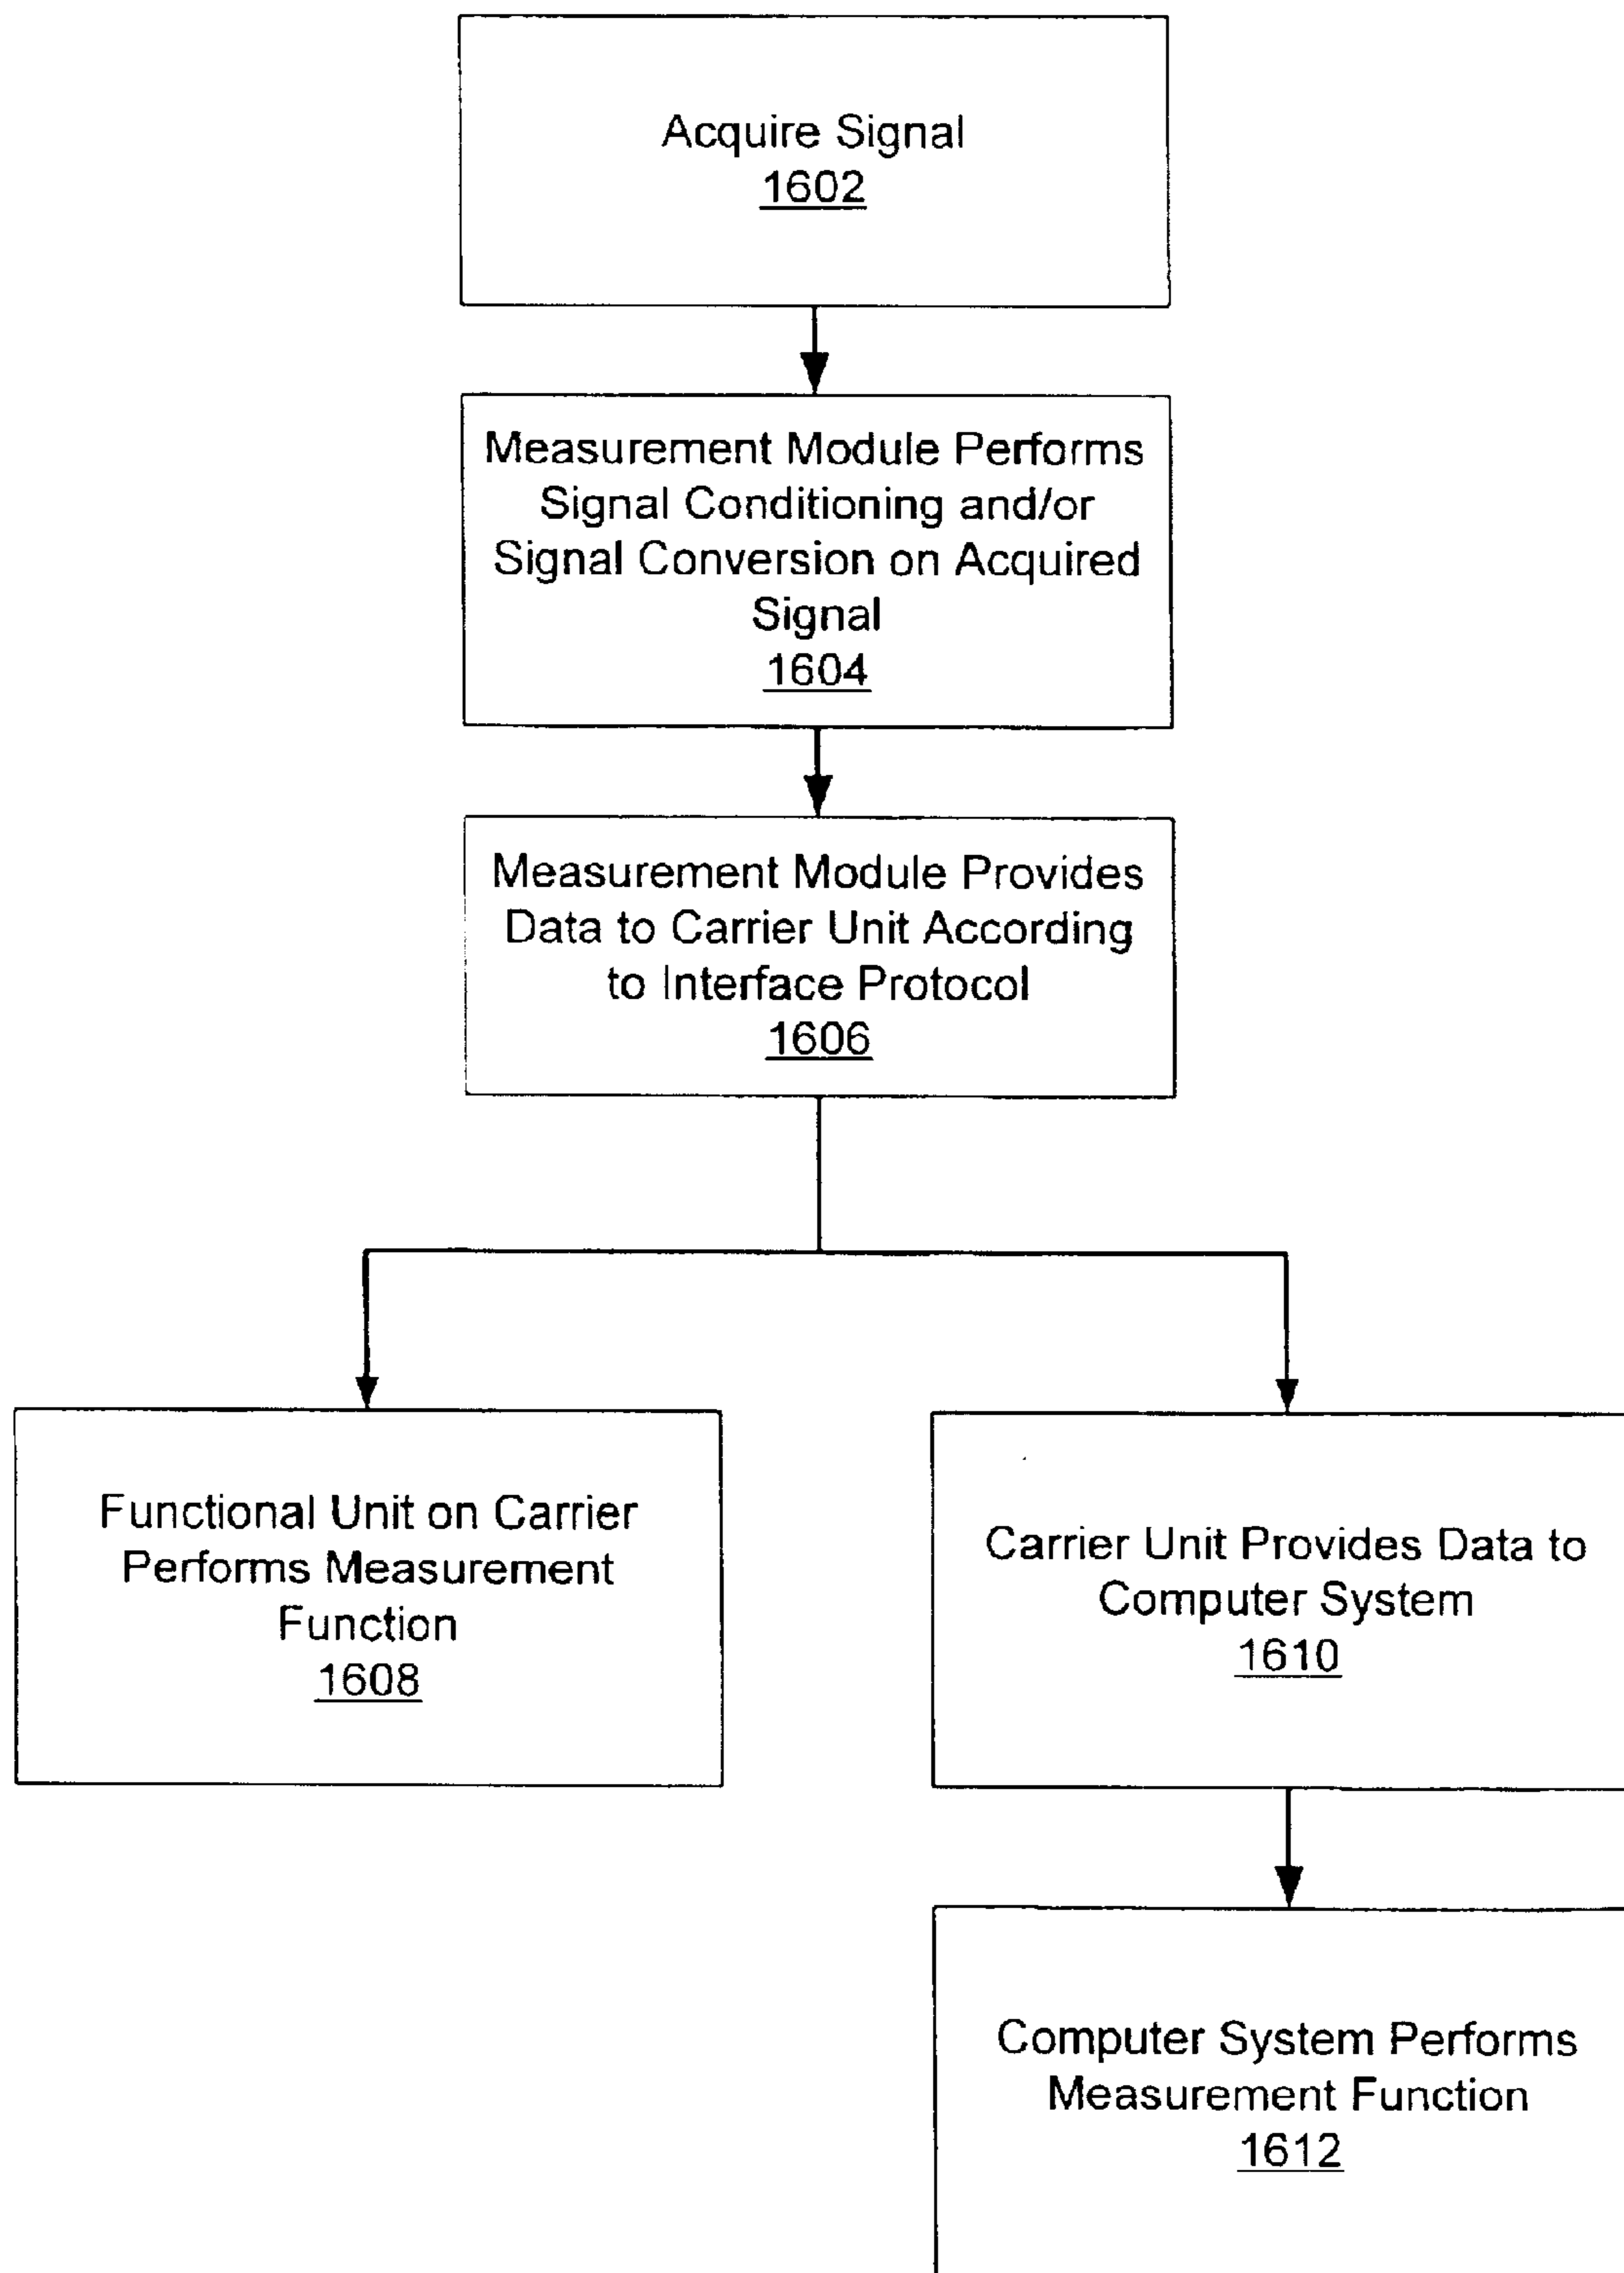 Acquire Signal
1602
Measurement Module Performs
Signal Conditioning and/or
Signal Conversion on Acquired
Signal
1604
Measurement Module Provides
Data to Carrier Unit According
to Interface Protocol
1606
Functional Unit on Carrier
Performs Measurement
Function
1608
Carrier Unit Provides Data to
Computer System
1610
Computer System Performs
Measurement Function
1612